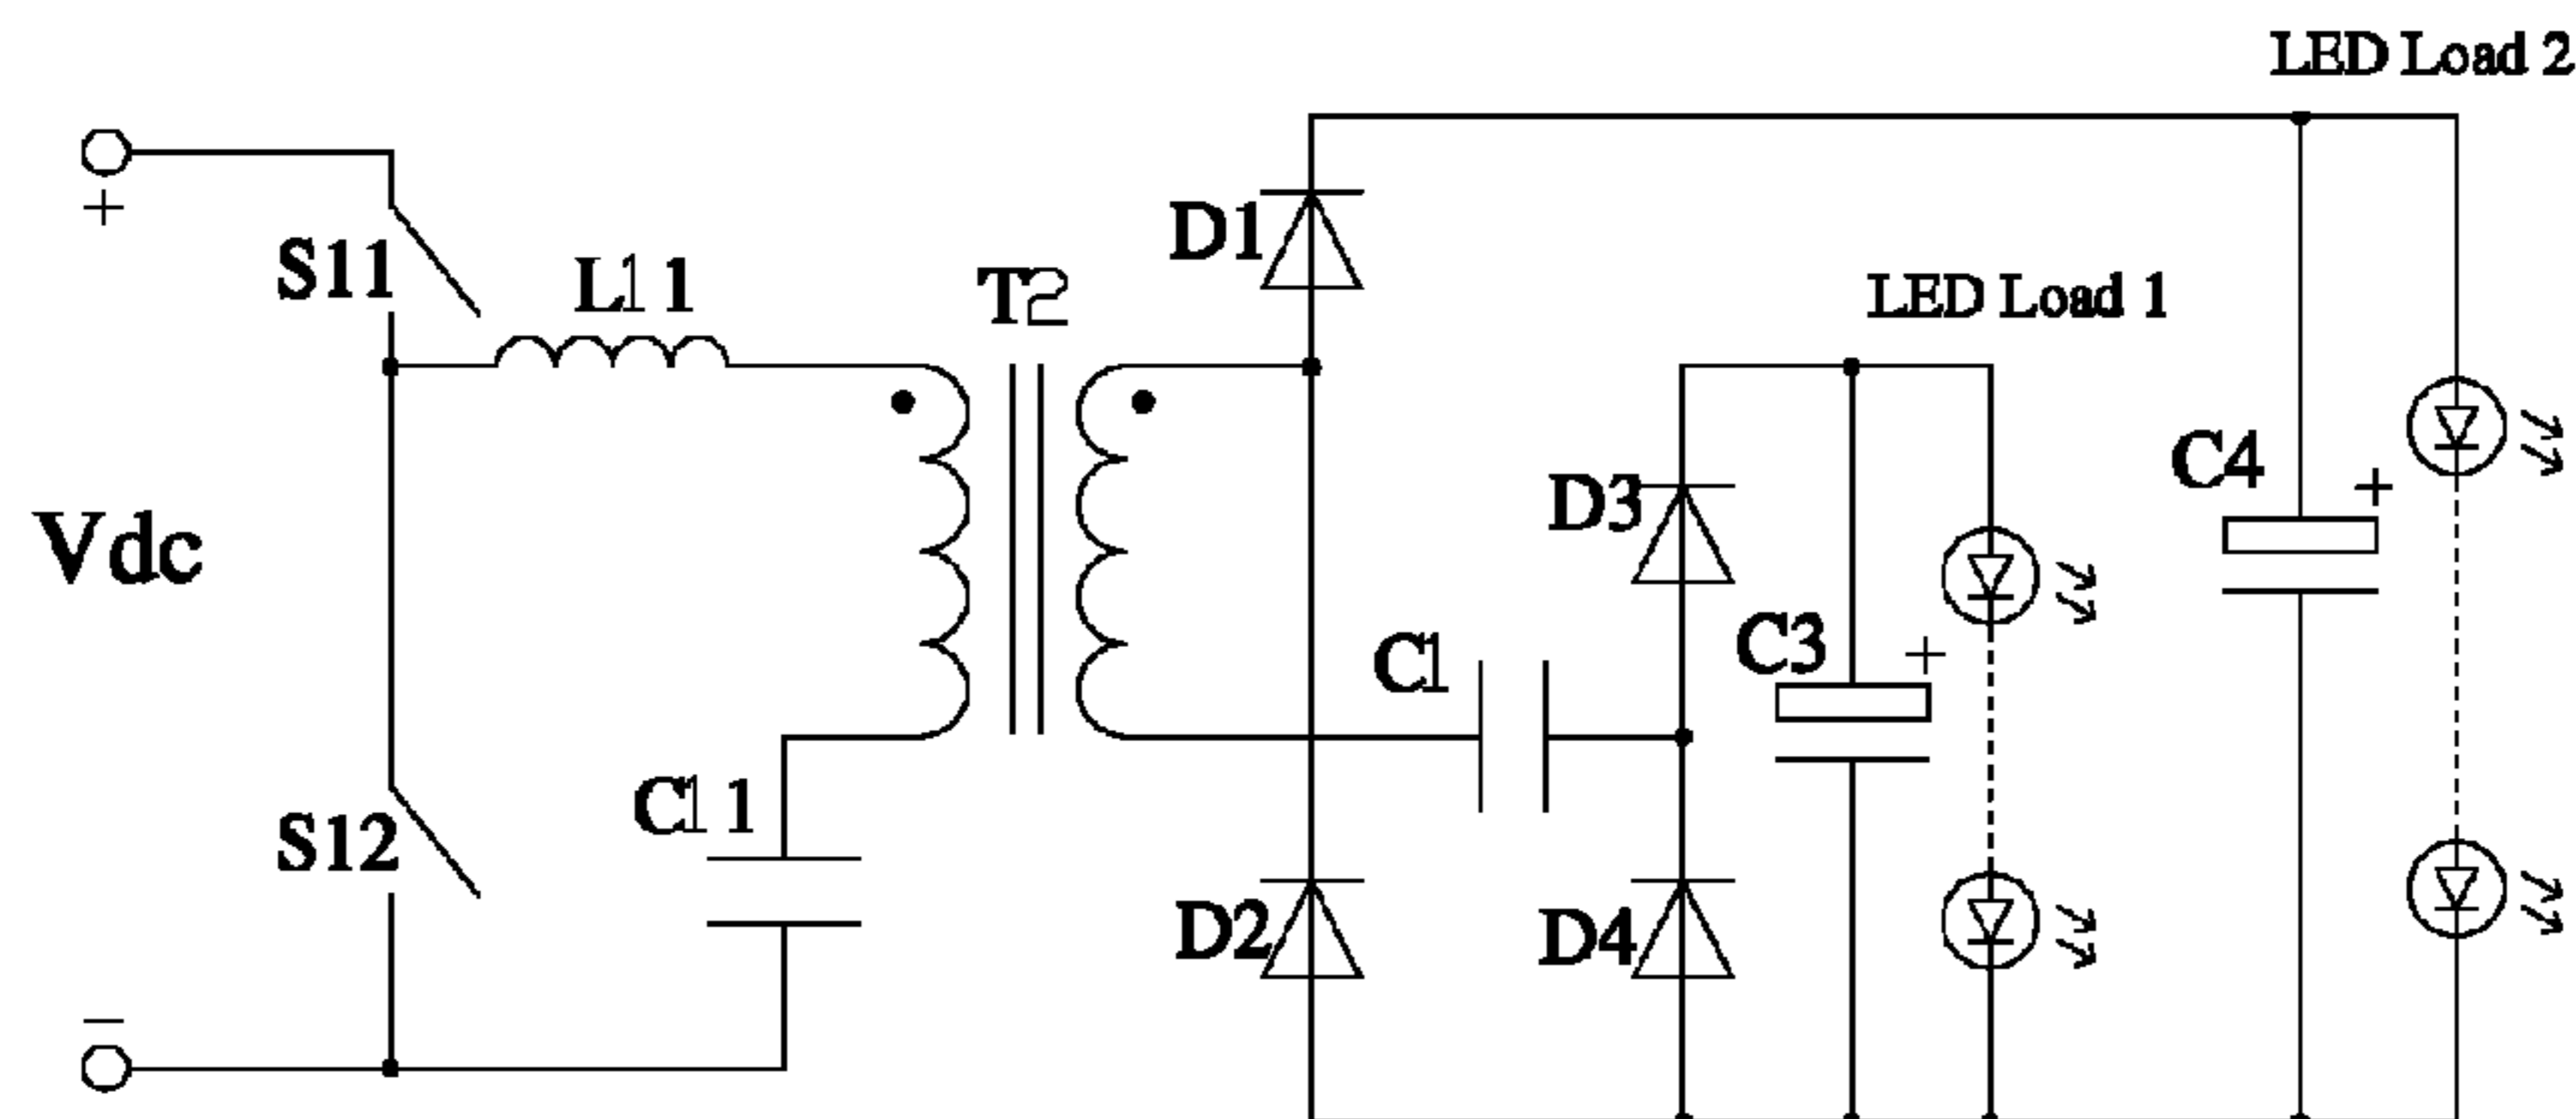 LED Load 2
+
S11
L11
T2
D1
LED Load 1
Vdc
D3
C4
+
C1
C3
+
C11
S12
D2
D4
−